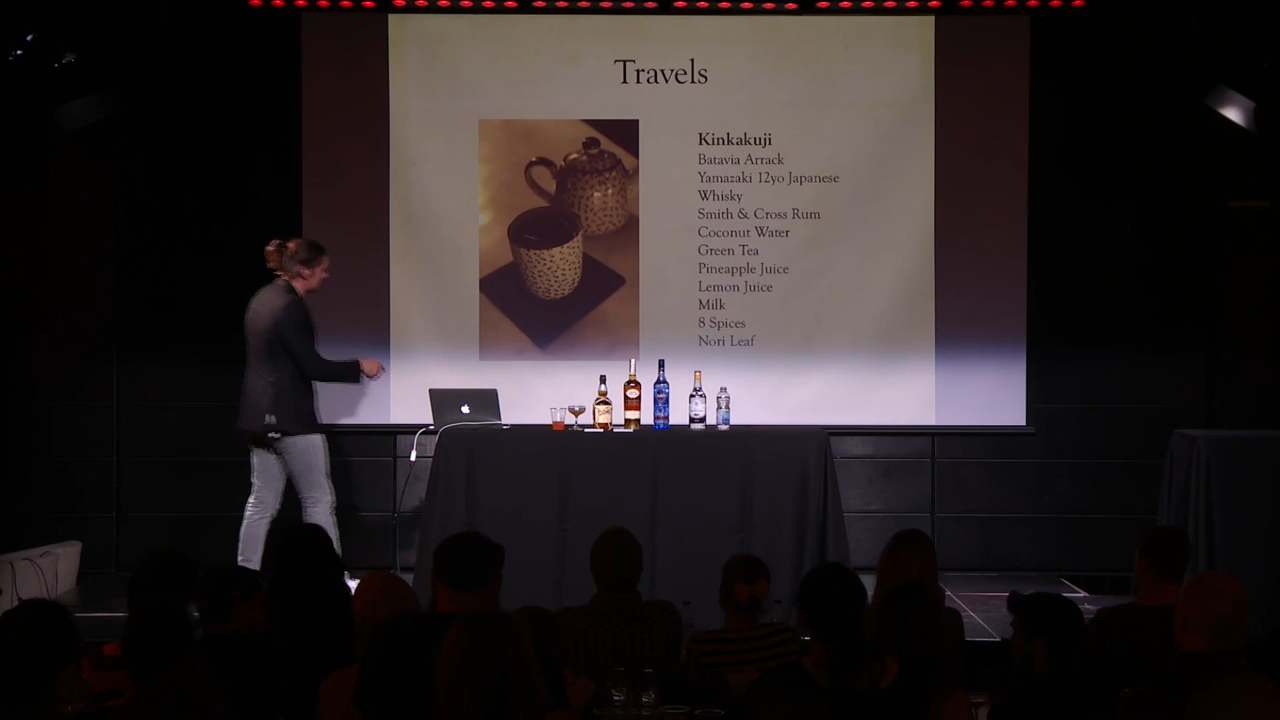 Travels
Kinkakuji
Batavia Arrack
Yamazaki 12yo Japanese
Whisky
Smith & Cross Rum
Coconut Water
Green Tea
Pineapple Juice
Lemon Juice
Milk
8 Spices
Nori Leaf